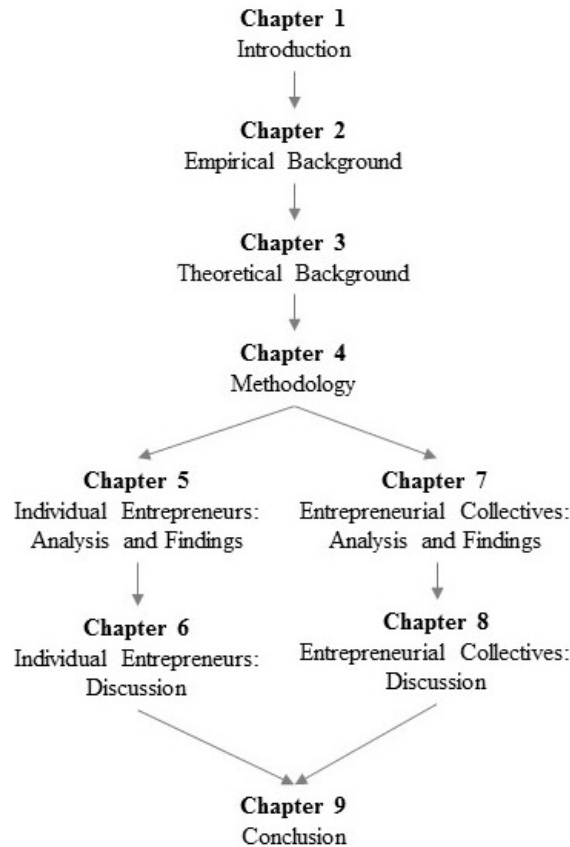 Chapter 1
Introduction
Chapter 2
Empirical Background
Chapter 3
Theoretical Background
Chapter 4
Methodology
Chapter 5
Individual Entrepreneurs:
Analysis and Findings
Chapter 6
Individual Entrepreneurs:
Discussion
Chapter 7
Entrepreneurial Collectives:
Analysis and Findings
Chapter 8
Entrepreneurial Collectives:
Discussion
Chapter 9
Conclusion